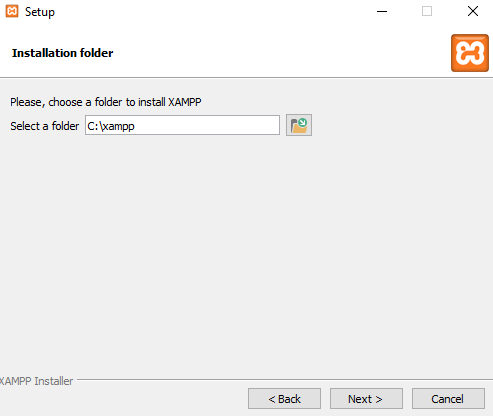 Setup
Installation folder
Please, choose a folder to install XAMPP
Select a folder C:\xampp
XAMPP Installer
< Back Next > Cancel